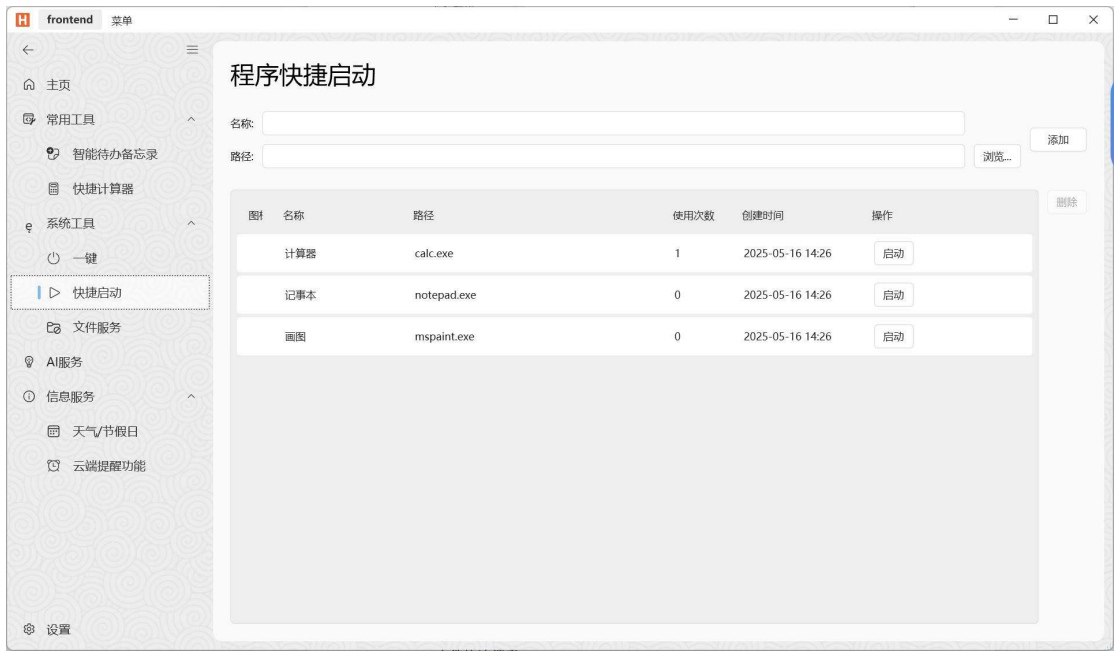 H frontend 菜单
主页
常用工具
智能待办备忘录
快捷计算器
系统工具
一键
快捷启动
文件服务
AI服务
信息服务
天气/节假日
云端提醒功能
设置
程序快捷启动
名称:
添加
路径:
浏览...
删除
图标 名称 路径 使用次数 创建时间 操作
计算器 calc.exe 1 2025-05-16 14:26 启动
记事本 notepad.exe 0 2025-05-16 14:26 启动
画图 mspaint.exe 0 2025-05-16 14:26 启动